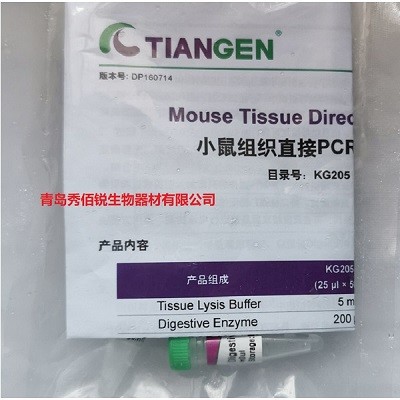 TIANGEN®
版本号: DP160714
Mouse Tissue Direc
小鼠组织直接PCR
目录号: KG205
青岛秀佰锐生物器材有限公司
产品内容
产品组成
KG205
(25 µl × 5
Tissue Lysis Buffer 5 m
Digestive Enzyme 200
Digesti
Storage